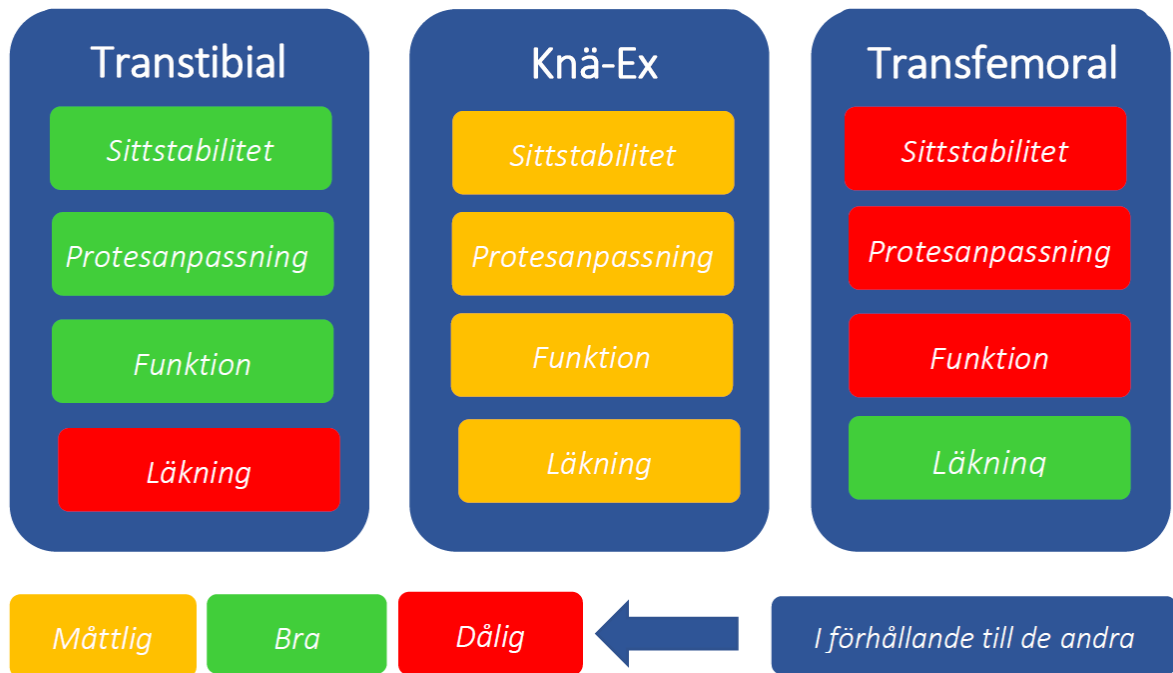 Transtibial
Sittstabilitet
Protesanpassning
Funktion
Läkning
Knä-Ex
Sittstabilitet
Protesanpassning
Funktion
Läkning
Transfemoral
Sittstabilitet
Protesanpassning
Funktion
Läkning
Måttlig
Bra
Dålig
I förhållande till de andra